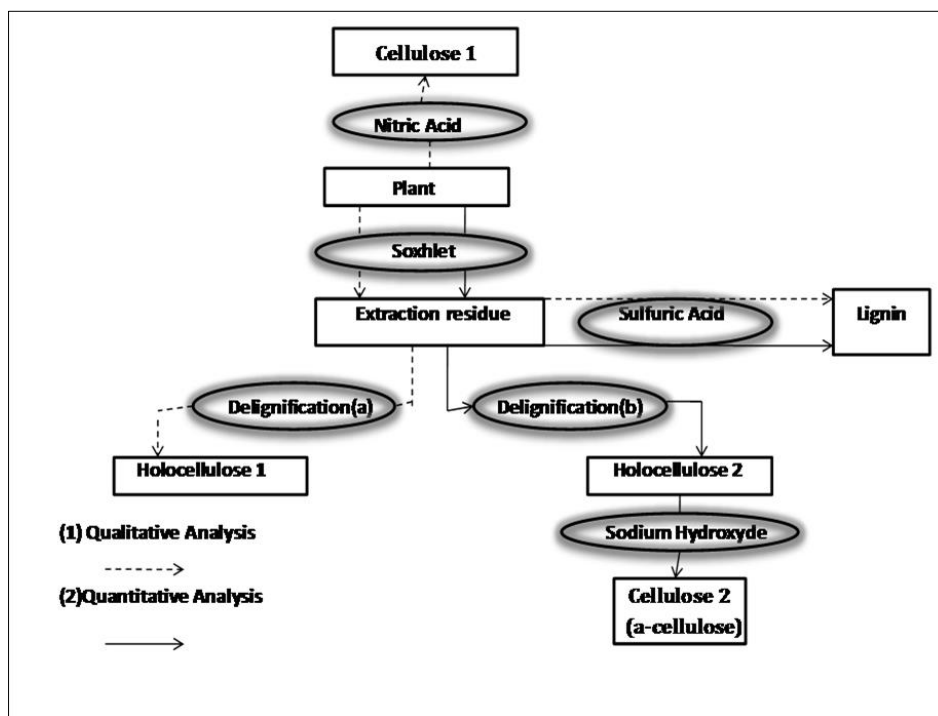 Cellulose 1
Nitric Acid
Plant
Soxhlet
Extraction residue
Sulfuric Acid
Lignin
Delignification(a)
Delignification(b)
Holocellulose 1
Holocellulose 2
(1) Qualitative Analysis
Sodium Hydroxyde
(2)Quantitative Analysis
Cellulose 2
(a-cellulose)